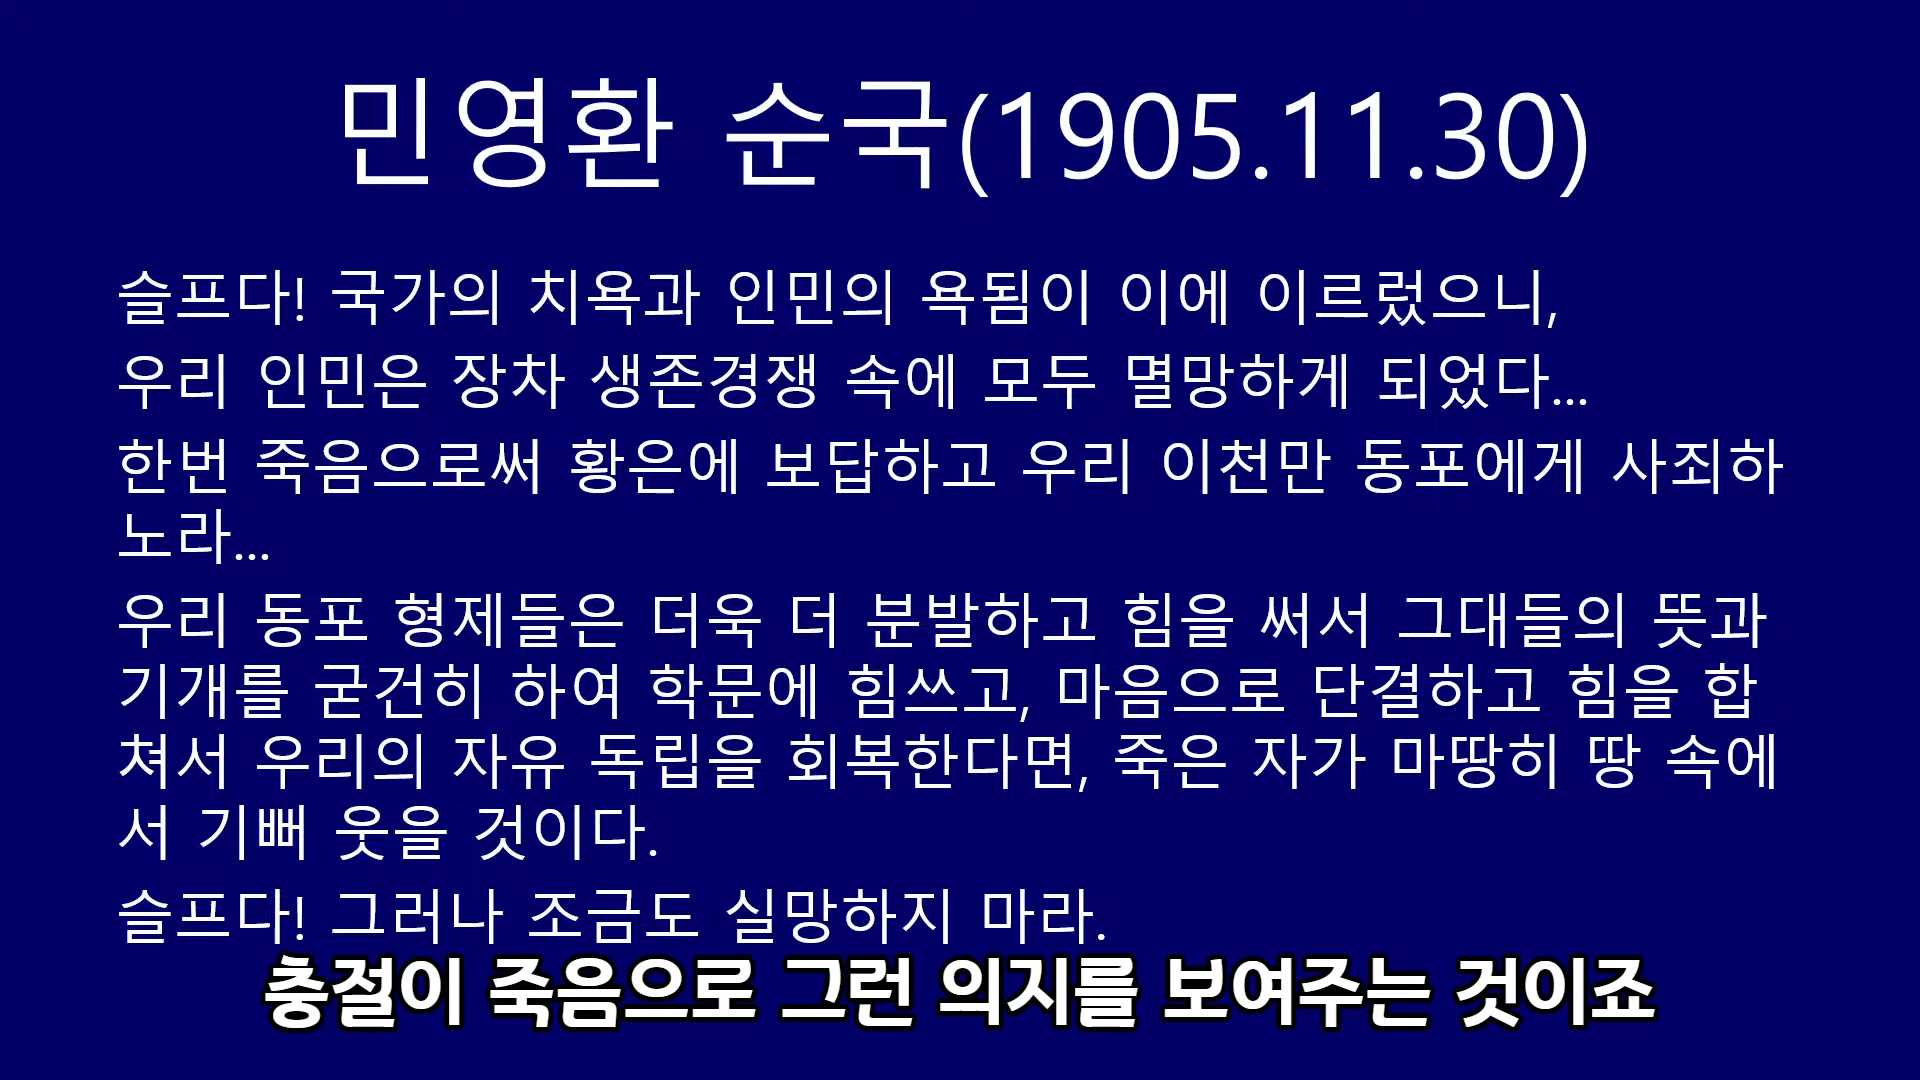 민영환 순국(1905.11.30)
슬프다! 국가의 치욕과 인민의 욕됨이 이에 이르렀으니,
우리 인민은 장차 생존경쟁 속에 모두 멸망하게 되었다...
한번 죽음으로써 황은에 보답하고 우리 이천만 동포에게 사죄하
노라...
우리 동포 형제들은 더욱 더 분발하고 힘을 써서 그대들의 뜻과
기개를 굳건히 하여 학문에 힘쓰고, 마음으로 단결하고 힘을 합
쳐서 우리의 자유 독립을 회복한다면, 죽은 자가 마땅히 땅 속에
서 기뻐 웃을 것이다.
슬프다! 그러나 조금도 실망하지 마라.
충절이 죽음으로 그런 의지를 보여주는 것이죠